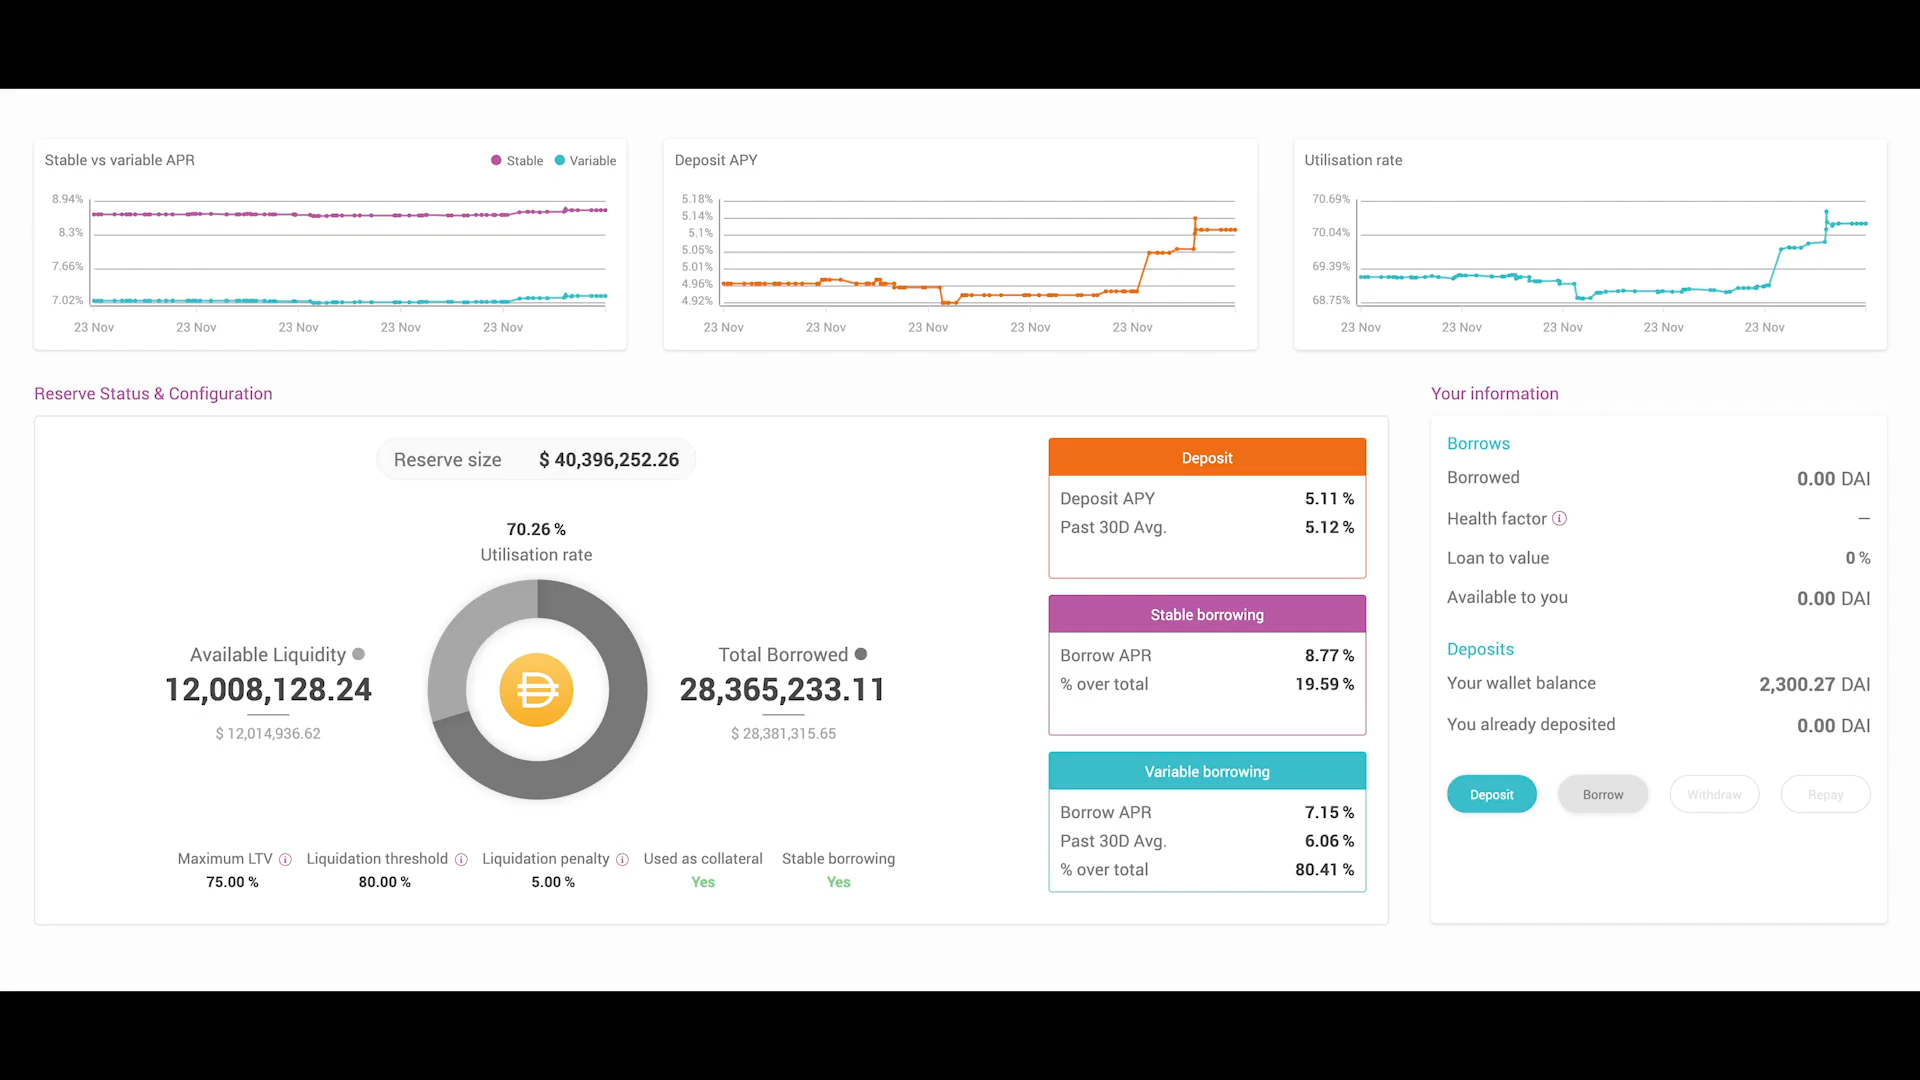 Stable vs variable APR
Stable
Variable
8.94%
8.3%
7.66%
7.02%
23 Nov 23 Nov 23 Nov 23 Nov 23 Nov
Deposit APY
5.18%
5.14%
5.1%
5.05%
5.01%
4.96%
4.92%
23 Nov 23 Nov 23 Nov 23 Nov 23 Nov
Utilisation rate
70.69%
70.04%
69.39%
68.75%
23 Nov 23 Nov 23 Nov 23 Nov 23 Nov
Reserve Status & Configuration
Reserve size $ 40,396,252.26
70.26 %
Utilisation rate
Available Liquidity
12,008,128.24
$ 12,014,936.62
Total Borrowed
28,365,233.11
$ 28,381,315.65
Maximum LTV
75.00 %
Liquidation threshold
80.00 %
Liquidation penalty
5.00 %
Used as collateral
Yes
Stable borrowing
Yes
Deposit
Deposit APY 5.11 %
Past 30D Avg. 5.12 %
Stable borrowing
Borrow APR 8.77 %
% over total 19.59 %
Variable borrowing
Borrow APR 7.15 %
Past 30D Avg. 6.06 %
% over total 80.41 %
Your information
Borrows
Borrowed 0.00 DAI
Health factor –
Loan to value 0 %
Available to you 0.00 DAI
Deposits
Your wallet balance 2,300.27 DAI
You already deposited 0.00 DAI
Deposit Borrow Withdraw Repay